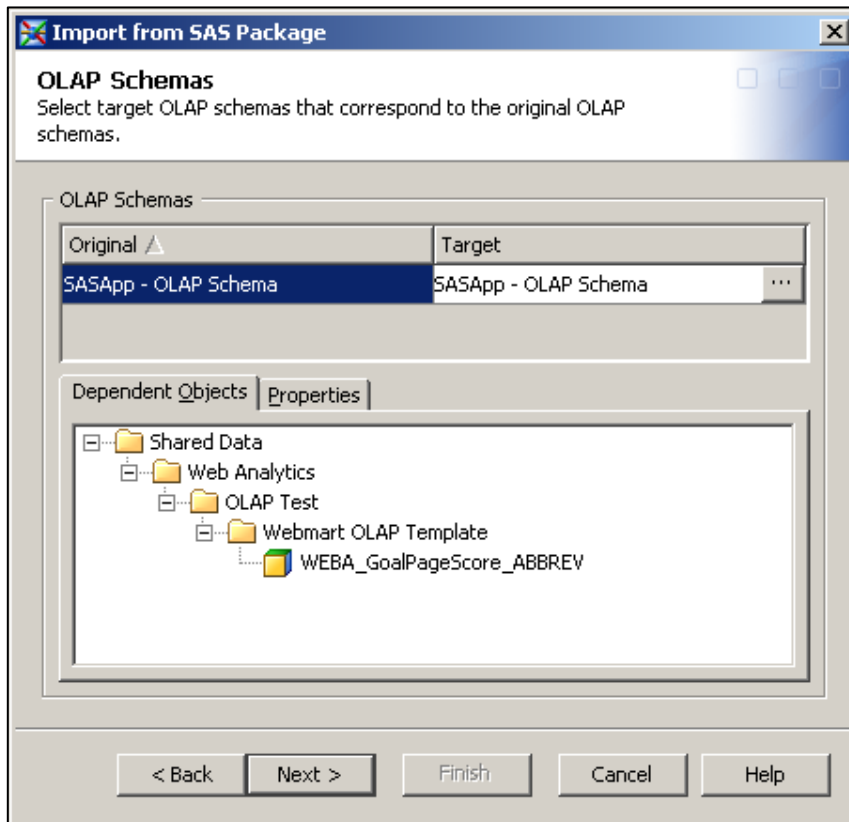 Import from SAS Package
OLAP Schemas
Select target OLAP schemas that correspond to the original OLAP
schemas.
OLAP Schemas
Original Target
SASApp - OLAP Schema SASApp - OLAP Schema ...
Dependent Objects Properties
Shared Data
Web Analytics
OLAP Test
Webmart OLAP Template
WEBA_GoalPageScore_ABBREV
< Back Next > Finish Cancel Help